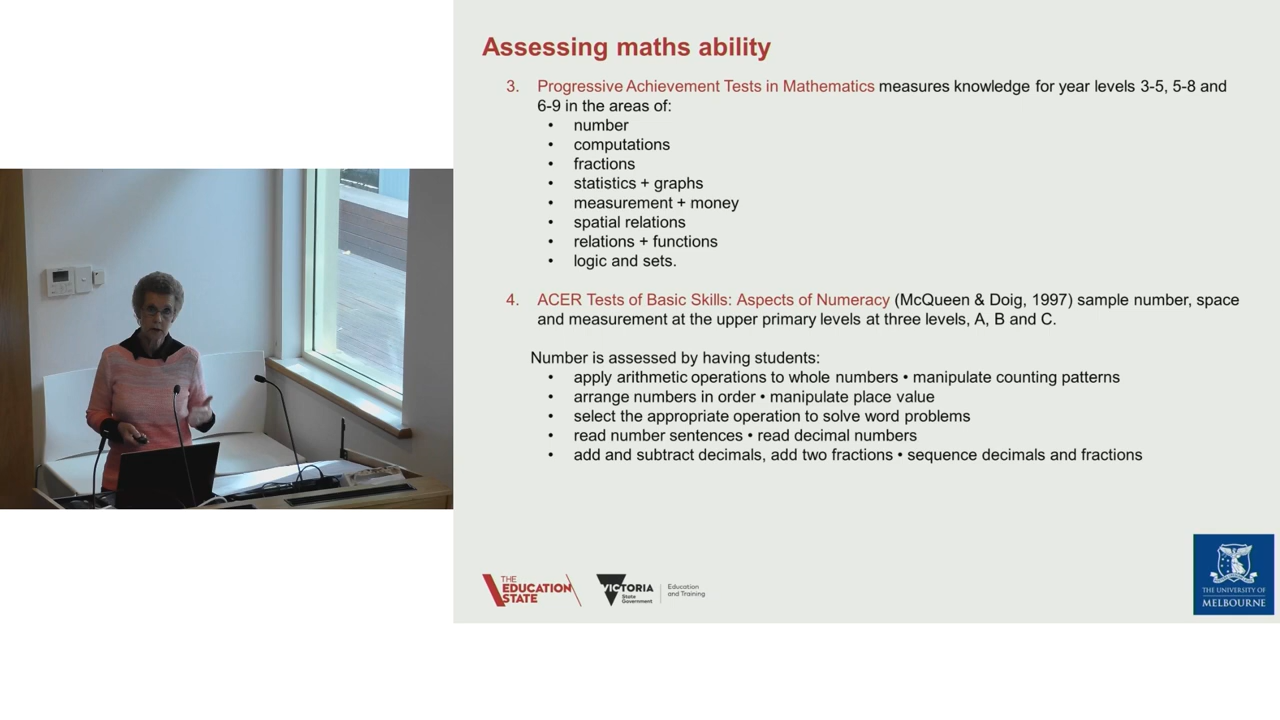 Assessing maths ability
3. Progressive Achievement Tests in Mathematics measures knowledge for year levels 3-5, 5-8 and
6-9 in the areas of:
• number
• computations
• fractions
• statistics + graphs
• measurement + money
• spatial relations
• relations + functions
• logic and sets.
4. ACER Tests of Basic Skills: Aspects of Numeracy (McQueen & Doig, 1997) sample number, space
and measurement at the upper primary levels at three levels, A, B and C.
Number is assessed by having students:
• apply arithmetic operations to whole numbers • manipulate counting patterns
• arrange numbers in order • manipulate place value
• select the appropriate operation to solve word problems
• read number sentences • read decimal numbers
• add and subtract decimals, add two fractions • sequence decimals and fractions
THE
EDUCATION
STATE
VICTORIA
State
Government
Education
and Training
THE UNIVERSITY OF
MELBOURNE